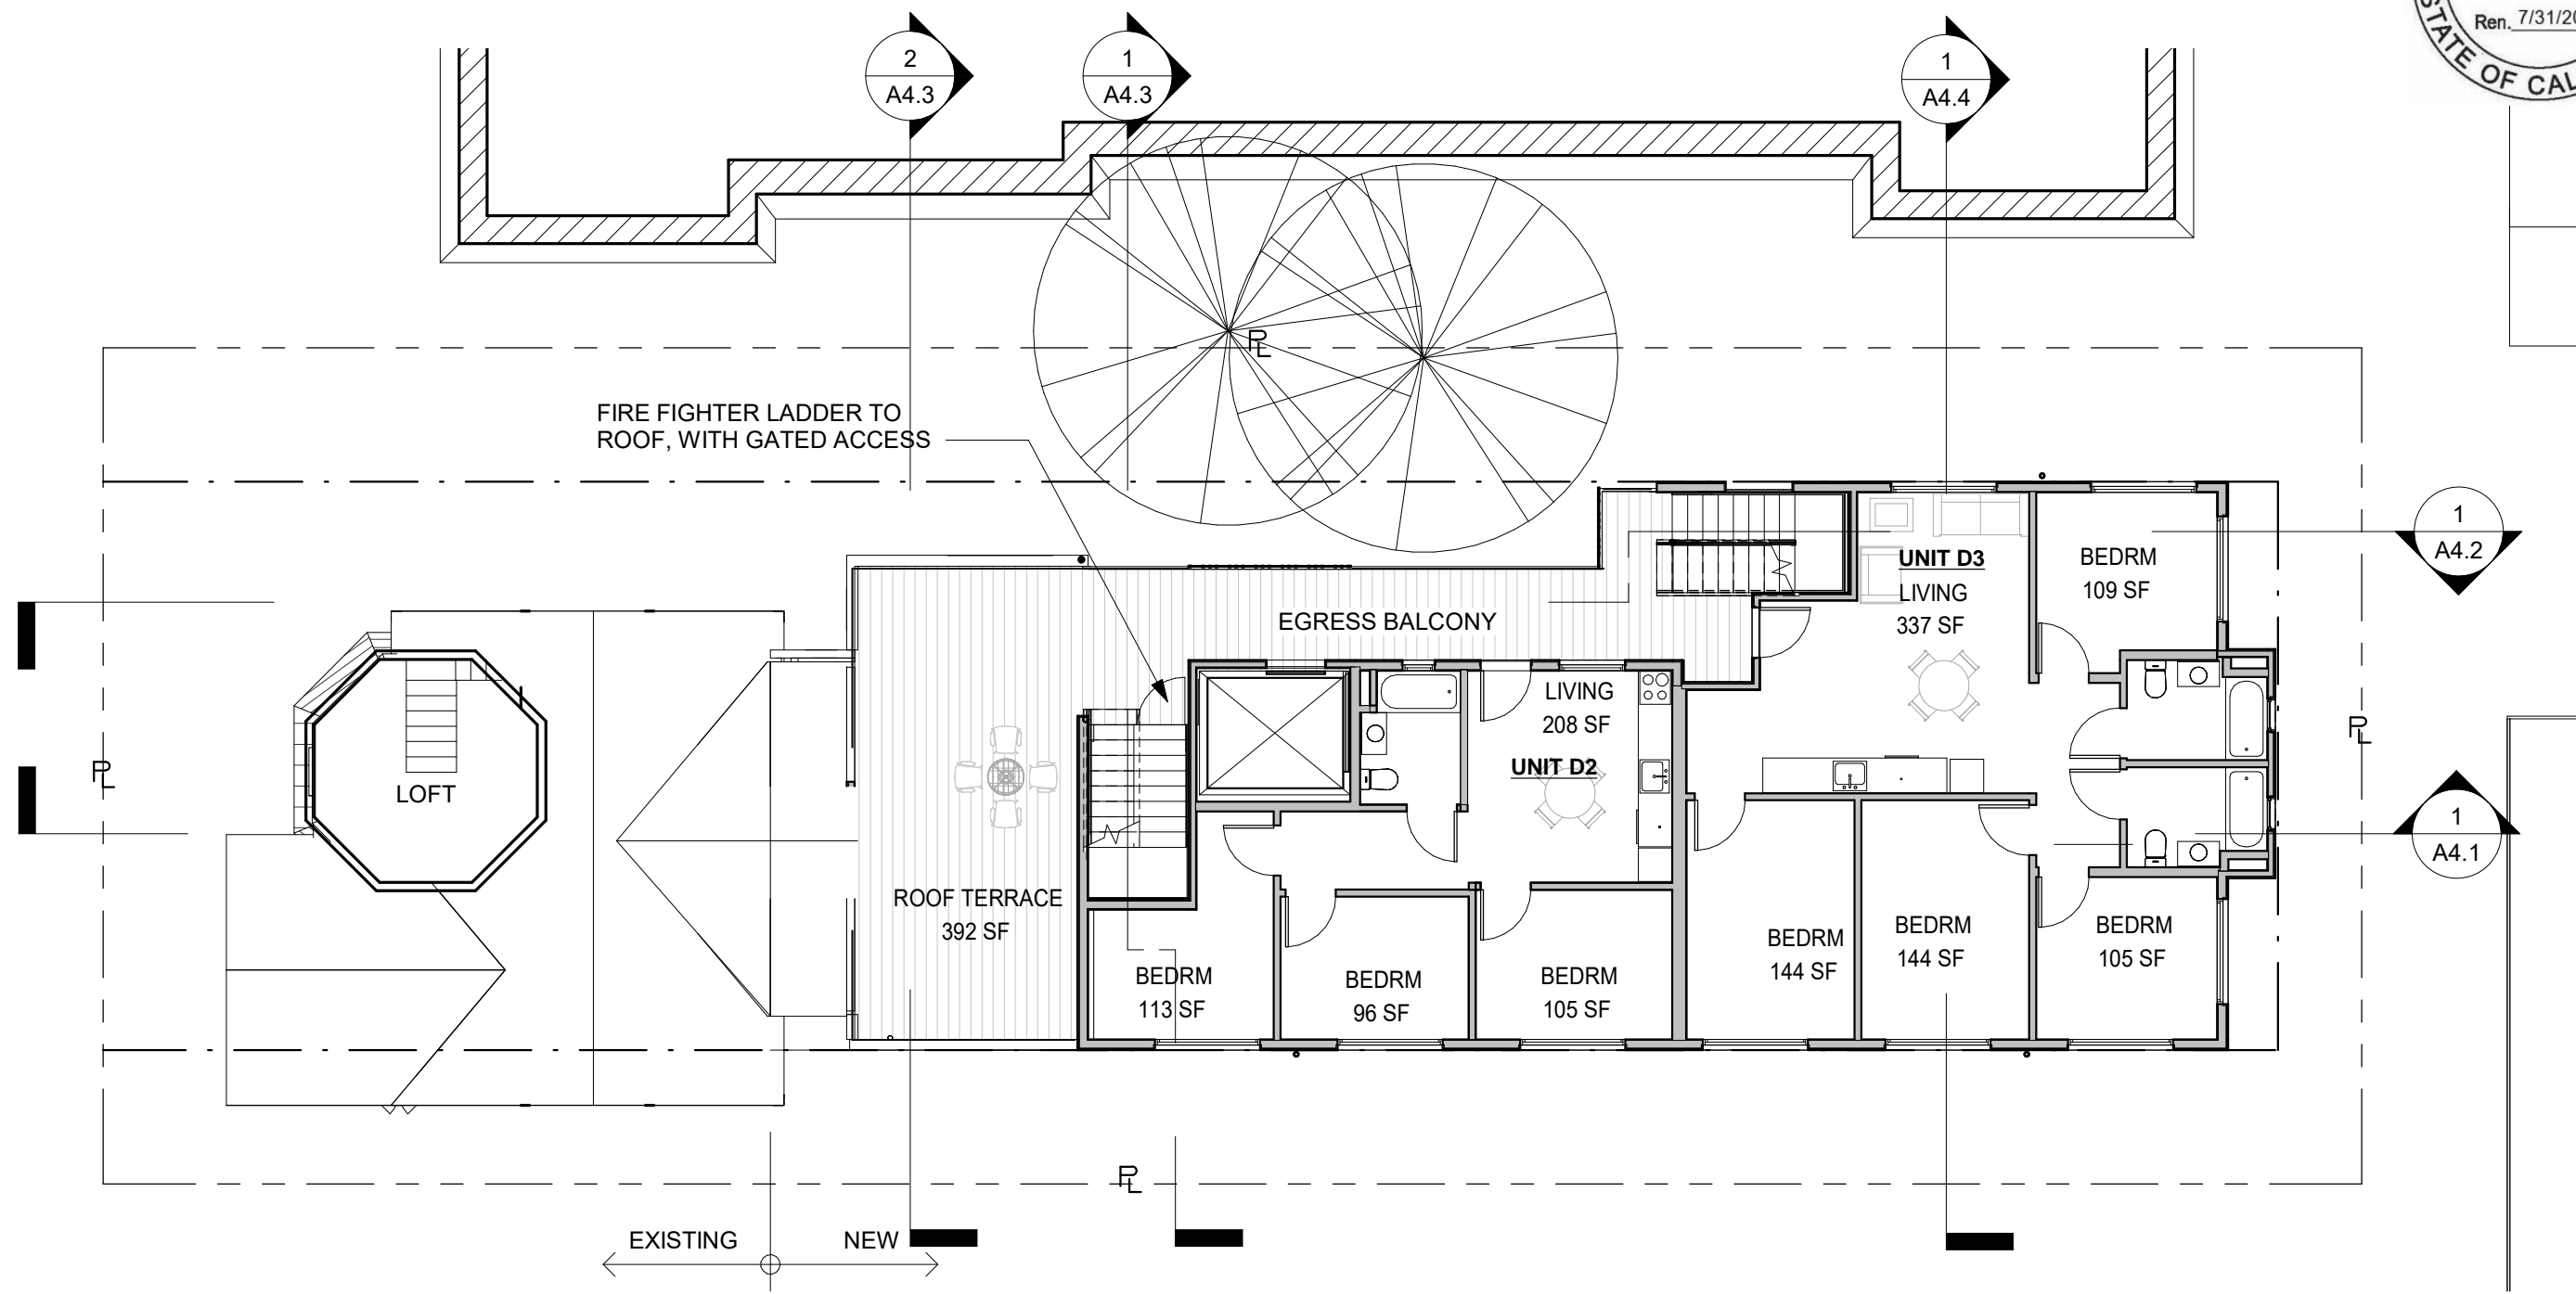 STATE OF CAL
Ren. 7/31/20
2
A4.3
1
A4.3
1
A4.4
PL
FIRE FIGHTER LADDER TO
ROOF, WITH GATED ACCESS
1
A4.2
UNIT D3
LIVING
337 SF
BEDRM
109 SF
EGRESS BALCONY
LIVING
208 SF
UNIT D2
PL
PL
LOFT
1
A4.1
ROOF TERRACE
392 SF
BEDRM
113 SF
BEDRM
96 SF
BEDRM
105 SF
BEDRM
144 SF
BEDRM
144 SF
BEDRM
105 SF
PL
EXISTING
NEW